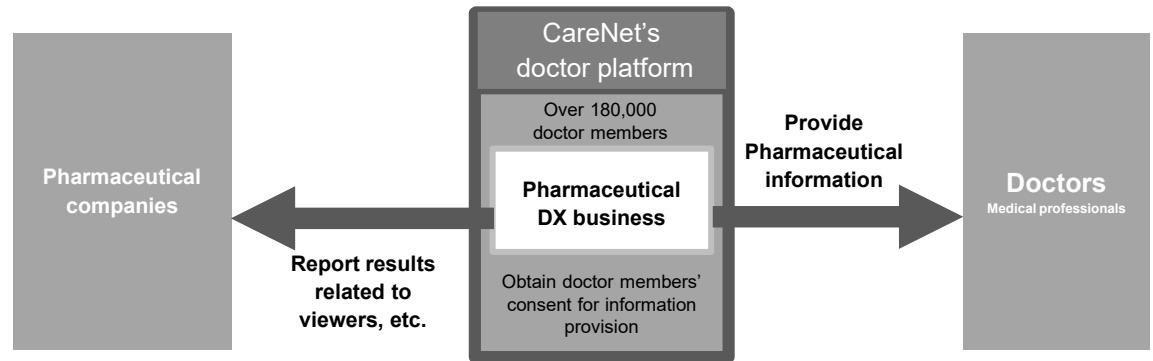 CareNet’s
doctor platform
Over 180,000
doctor members
Pharmaceutical
companies
Pharmaceutical
DX business
Provide
Pharmaceutical
information
Doctors
Medical professionals
Report results
related to
viewers, etc.
Obtain doctor members’
consent for information
provision